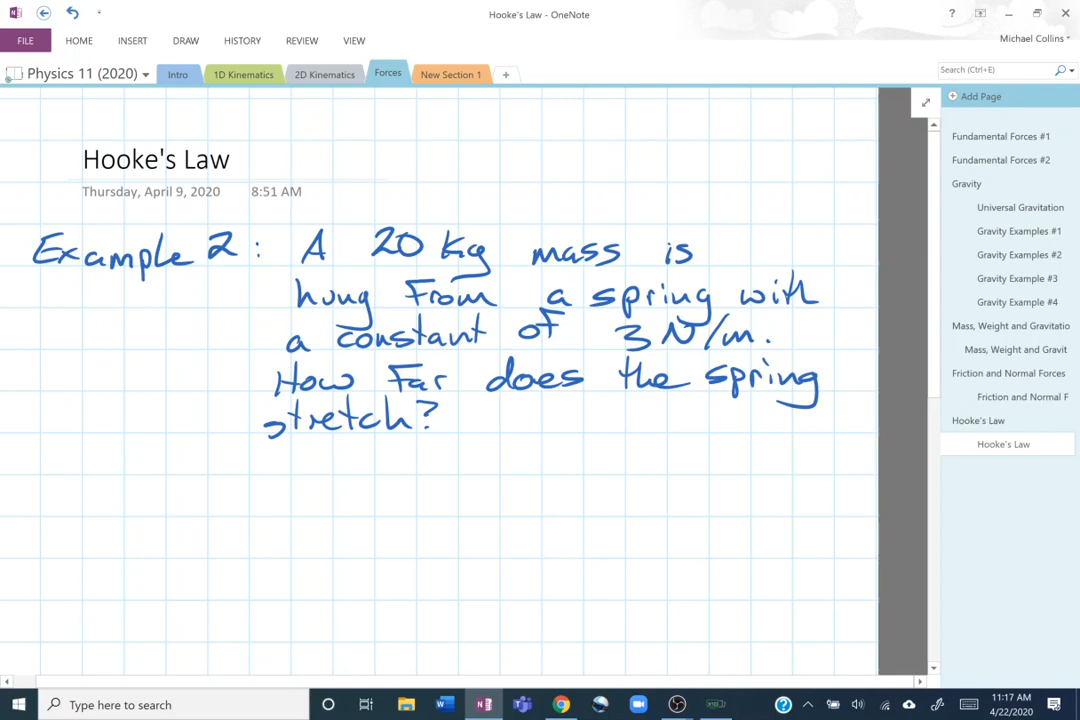 Hooke's Law - OneNote
?
Michael Collins
FILE HOME INSERT DRAW HISTORY REVIEW VIEW
Physics 11 (2020) Intro 1D Kinematics 2D Kinematics Forces New Section 1 +
Search (Ctrl+E)
Add Page
Hooke's Law
Thursday, April 9, 2020 8:51 AM
Example 2: A 20 kg mass is
hung from a spring with
a constant of 3 N/m.
How far does the spring
stretch?
Fundamental Forces #1
Fundamental Forces #2
Gravity
Universal Gravitation
Gravity Examples #1
Gravity Examples #2
Gravity Example #3
Gravity Example #4
Mass, Weight and Gravitatio
Mass, Weight and Gravit
Friction and Normal Forces
Friction and Normal F
Hooke's Law
Hooke's Law
Type here to search
11:17 AM
4/22/2020